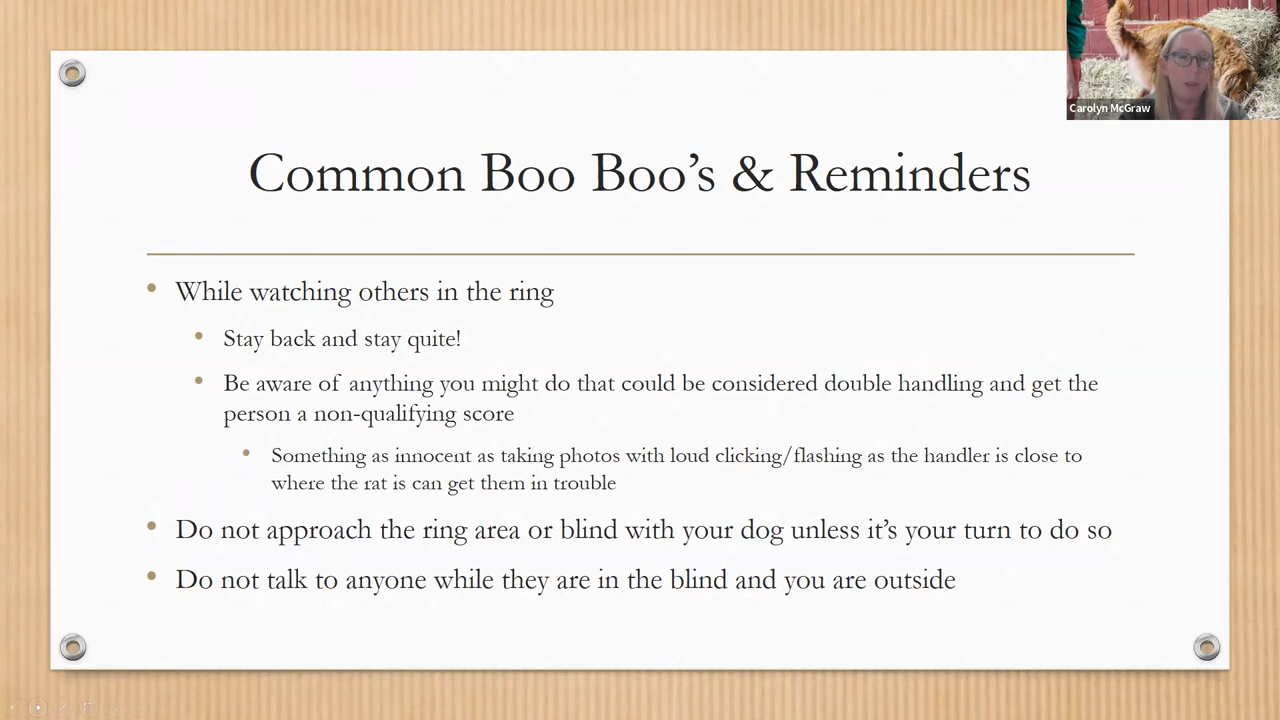 Carolyn McGraw
Common Boo Boo’s & Reminders
While watching others in the ring
Stay back and stay quite!
Be aware of anything you might do that could be considered double handling and get the
person a non-qualifying score
Something as innocent as taking photos with loud clicking/flashing as the handler is close to
where the rat is can get them in trouble
Do not approach the ring area or blind with your dog unless it’s your turn to do so
Do not talk to anyone while they are in the blind and you are outside